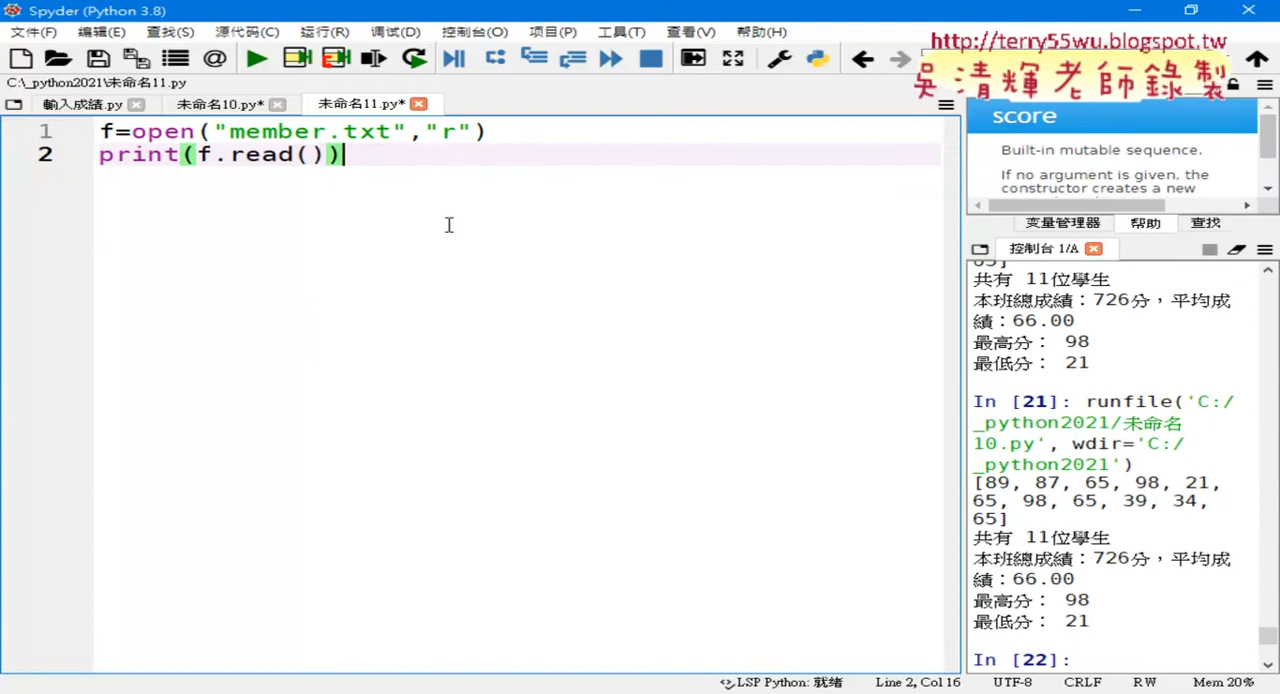 Spyder (Python 3.8)
文件(F) 编辑(E) 查找(S) 源代码(C) 运行(R) 调试(D) 控制台(O) 项目(P) 工具(T) 查看(V) 帮助(H)
http://terry55wu.blogspot.tw
吳清輝老師錄製
C:\_python2021\未命名11.py
輸入成績.py 未命名10.py* 未命名11.py*
1 f=open("member.txt","r")
2 print(f.read())
score
Built-in mutable sequence.
If no argument is given, the
constructor creates a new
变量管理器 帮助 查找
控制台 1/A
65]
共有 11位學生
本班總成績：726分，平均成
績：66.00
最高分： 98
最低分： 21
In [21]: runfile('C:/
_python2021/未命名
10.py', wdir='C:/
_python2021')
[89, 87, 65, 98, 21,
65, 98, 65, 39, 34,
65]
共有 11位學生
本班總成績：726分，平均成
績：66.00
最高分： 98
最低分： 21
In [22]:
LSP Python: 就绪 Line 2, Col 16 UTF-8 CRLF RW Mem 20%